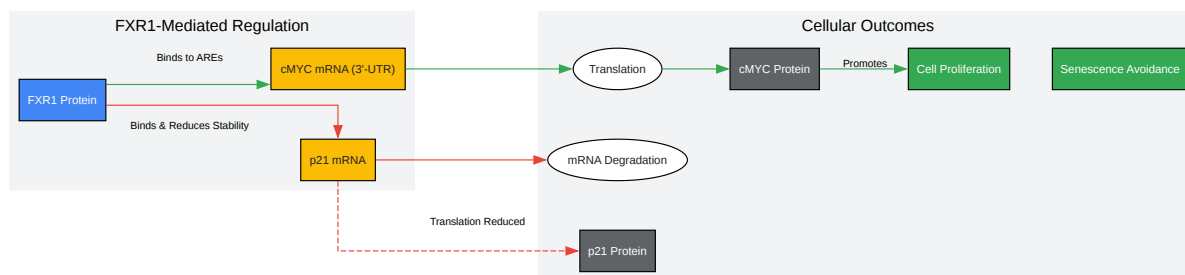 FXR1-Mediated Regulation
Cellular Outcomes
Binds to AREs
cMYC mRNA (3'-UTR)
Translation
cMYC Protein
Promotes
Cell Proliferation
Senescence Avoidance
FXR1 Protein
Binds & Reduces Stability
p21 mRNA
mRNA Degradation
Translation Reduced
p21 Protein